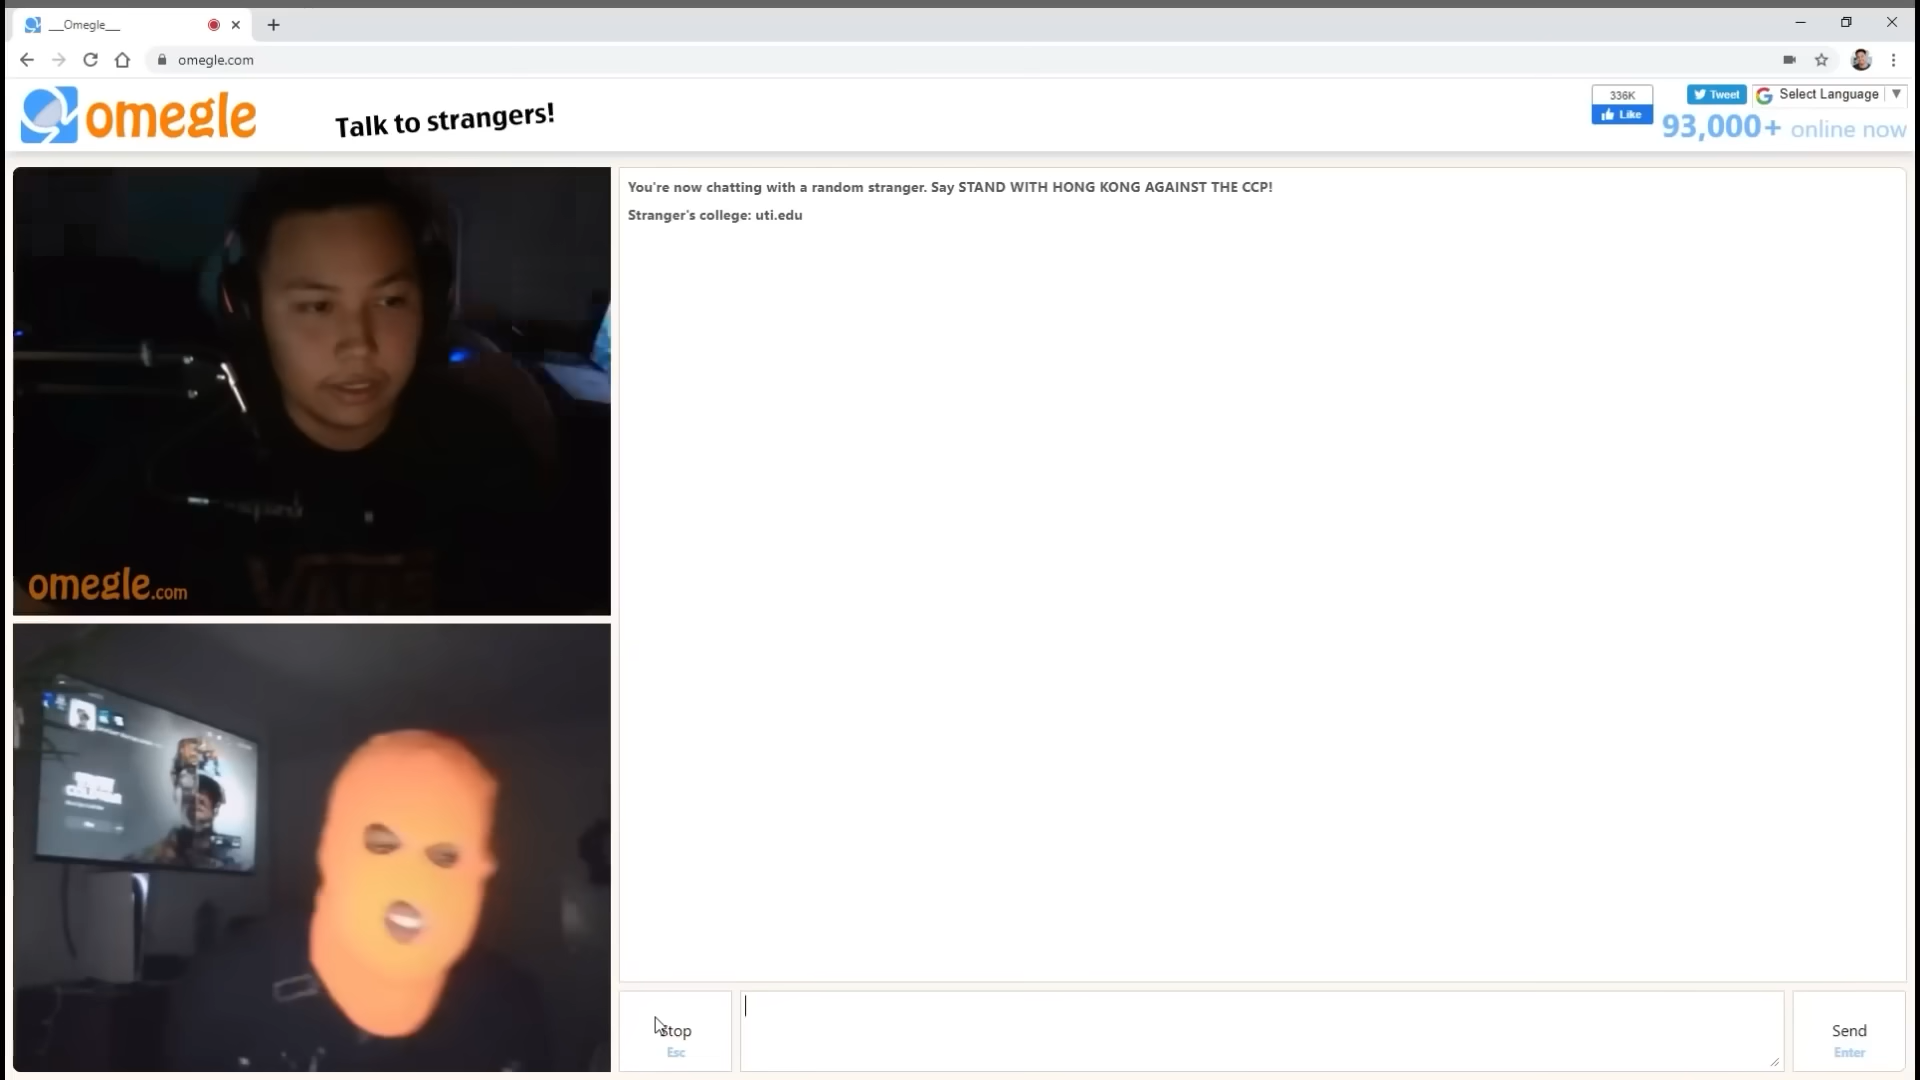 __Omegle__
omegle.com
omegle
Talk to strangers!
336K
Like
Tweet
Select Language
93,000+ online now
You're now chatting with a random stranger. Say STAND WITH HONG KONG AGAINST THE CCP!
Stranger's college: uti.edu
omegle.com
Stop
Esc
Send
Enter